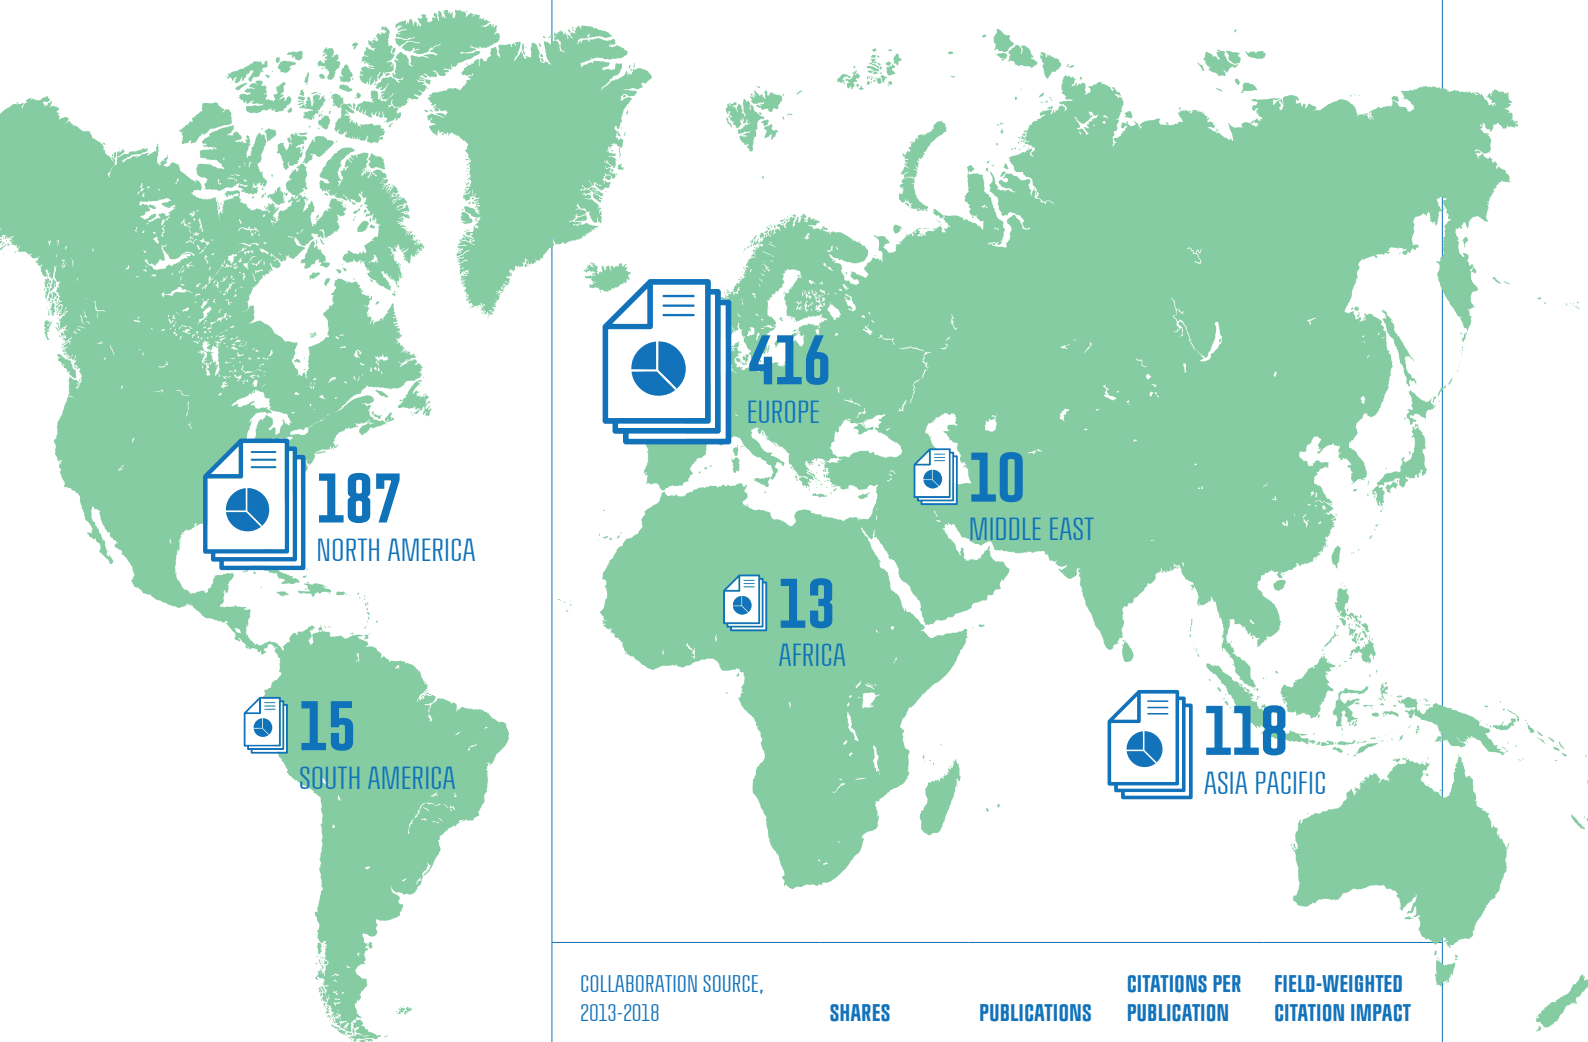 416
EUROPE
187
NORTH AMERICA
10
MIDDLE EAST
13
AFRICA
15
SOUTH AMERICA
118
ASIA PACIFIC
COLLABORATION SOURCE,
2013-2018
SHARES
PUBLICATIONS
CITATIONS PER
PUBLICATION
FIELD-WEIGHTED
CITATION IMPACT